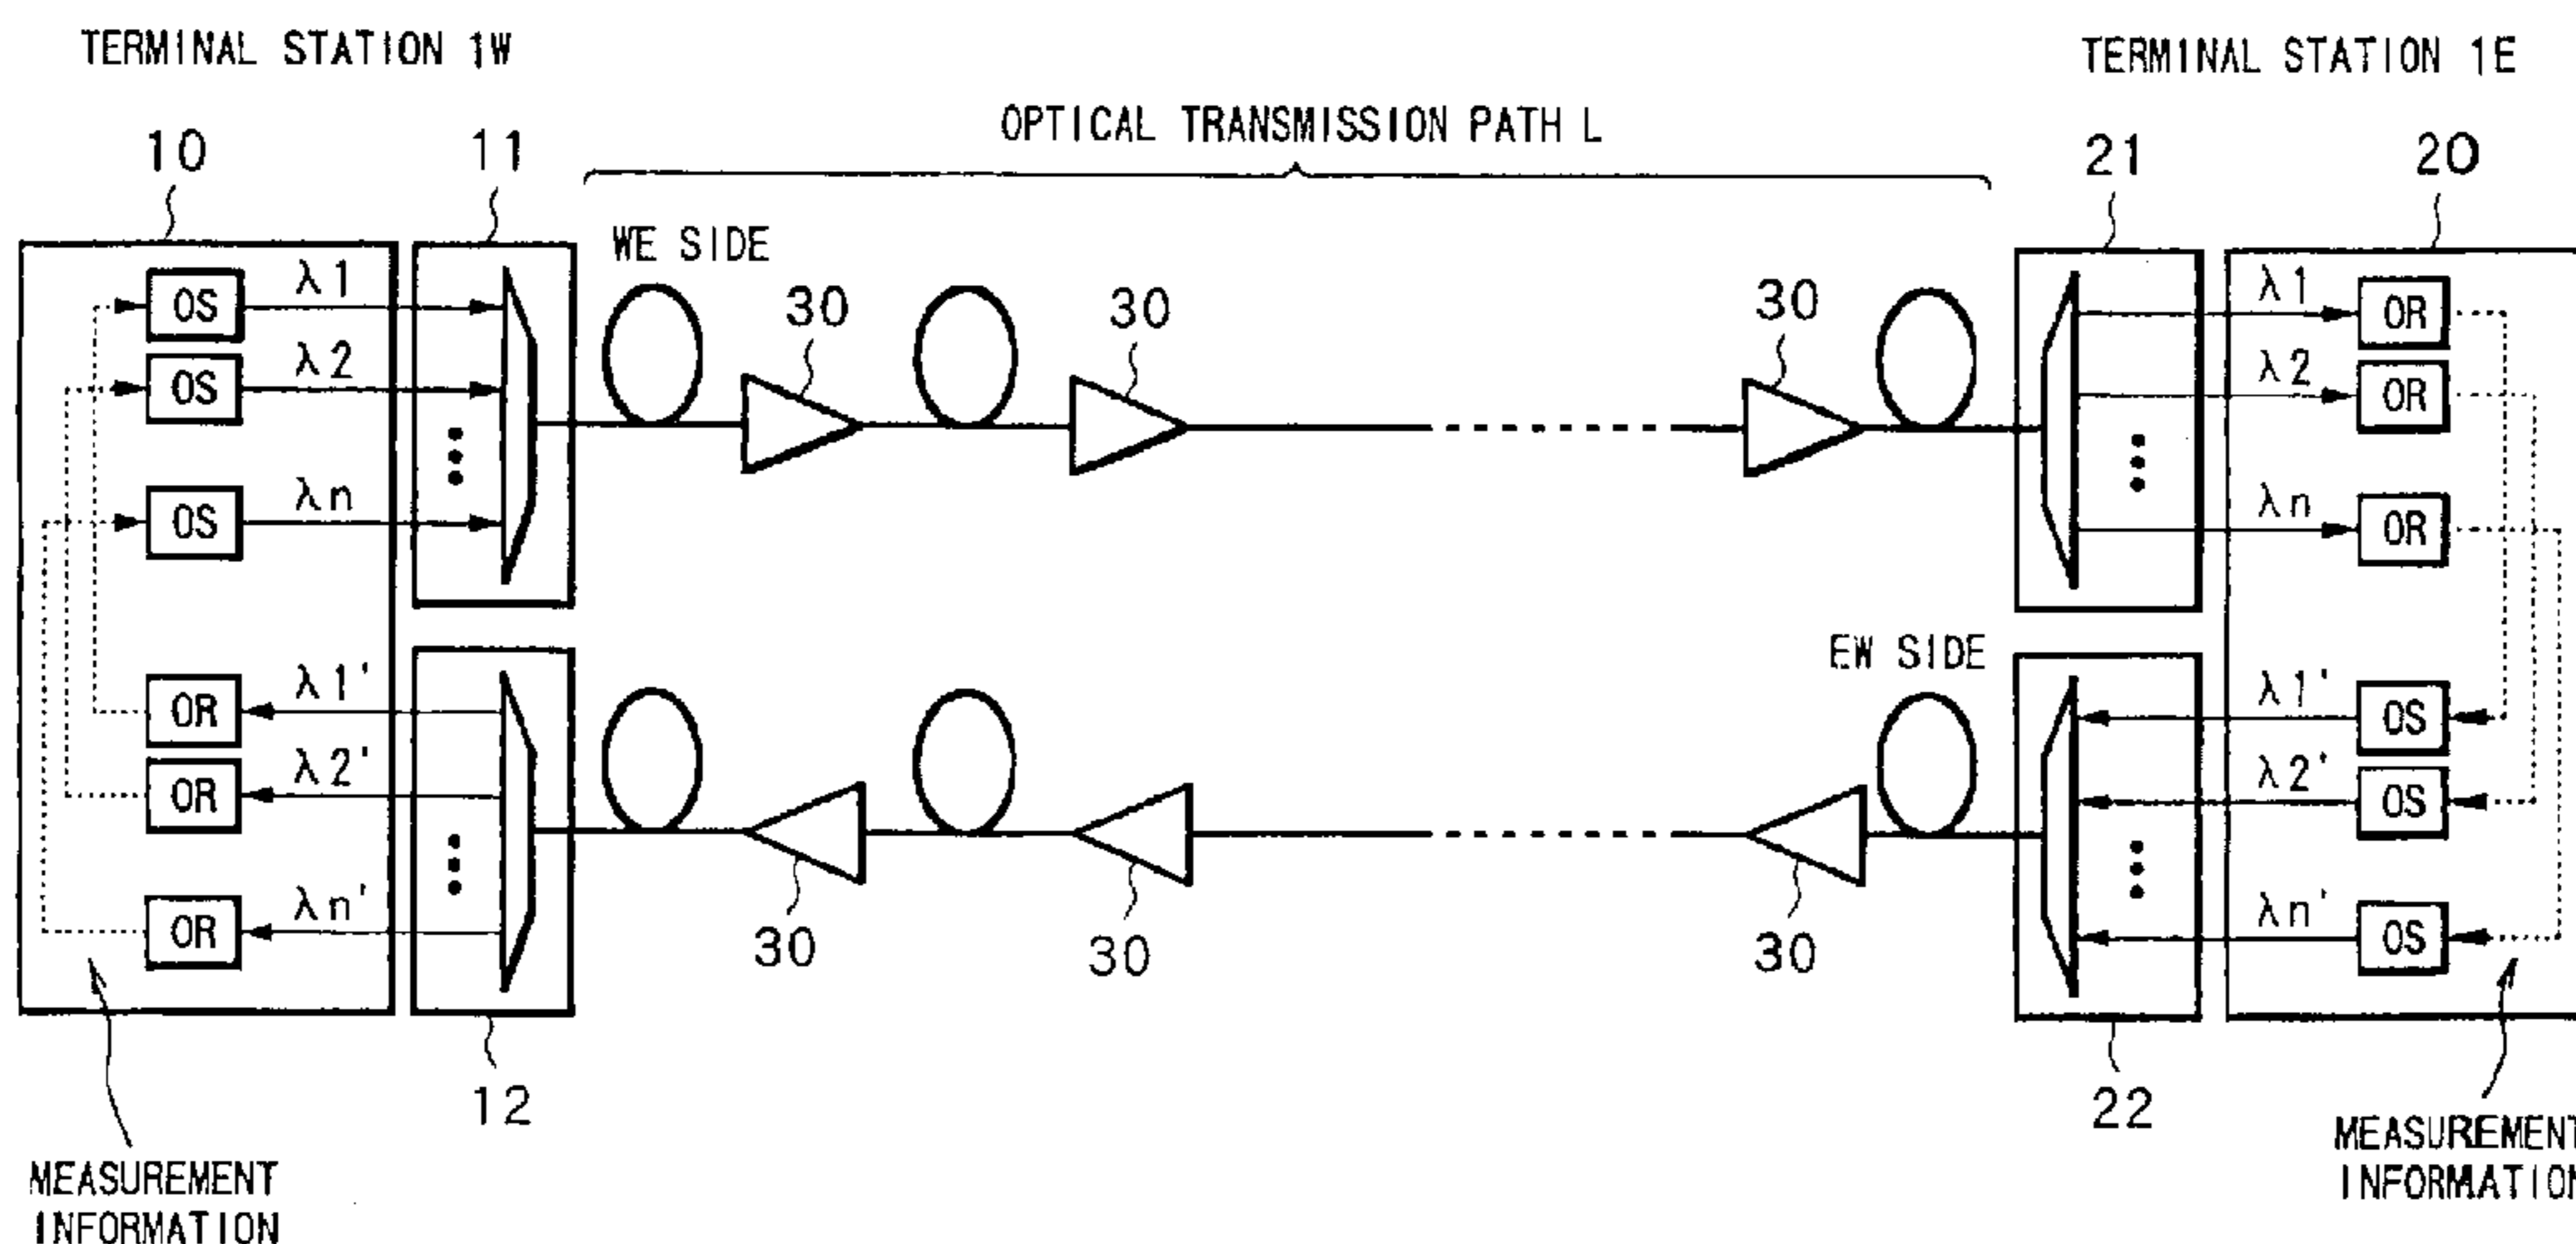 TERMINAL STATION 1W
TERMINAL STATION 1E
OPTICAL TRANSMISSION PATH L
10
11
21
20
WE SIDE
OS
λ1
30
30
30
λ1
OR
OS
λ2
λ2
OR
OS
λn
λn
OR
EW SIDE
OR
λ1'
λ1'
OS
OR
λ2'
λ2'
OS
OR
λn'
λn'
OS
30
30
30
12
22
MEASUREMENT
INFORMATION
MEASUREMENT
INFORMATION